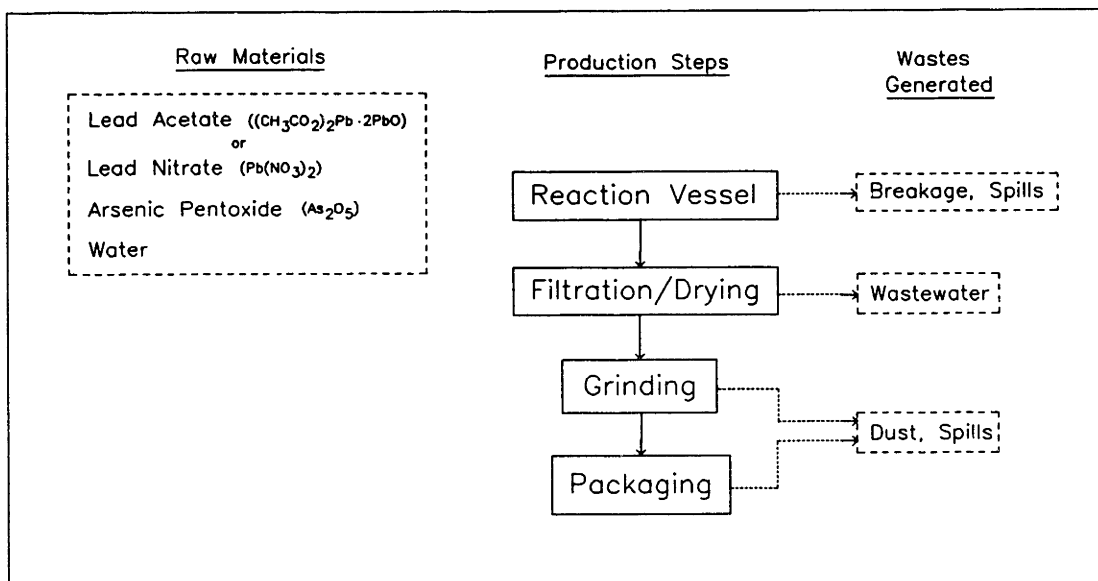 Raw Materials
Lead Acetate ((CH₃CO₂)₂Pb·2PbO)
or
Lead Nitrate (Pb(NO₃)₂)
Arsenic Pentoxide (As₂O₅)
Water
Production Steps
Reaction Vessel
Filtration/Drying
Grinding
Packaging
Wastes
Generated
Breakage, Spills
Wastewater
Dust, Spills